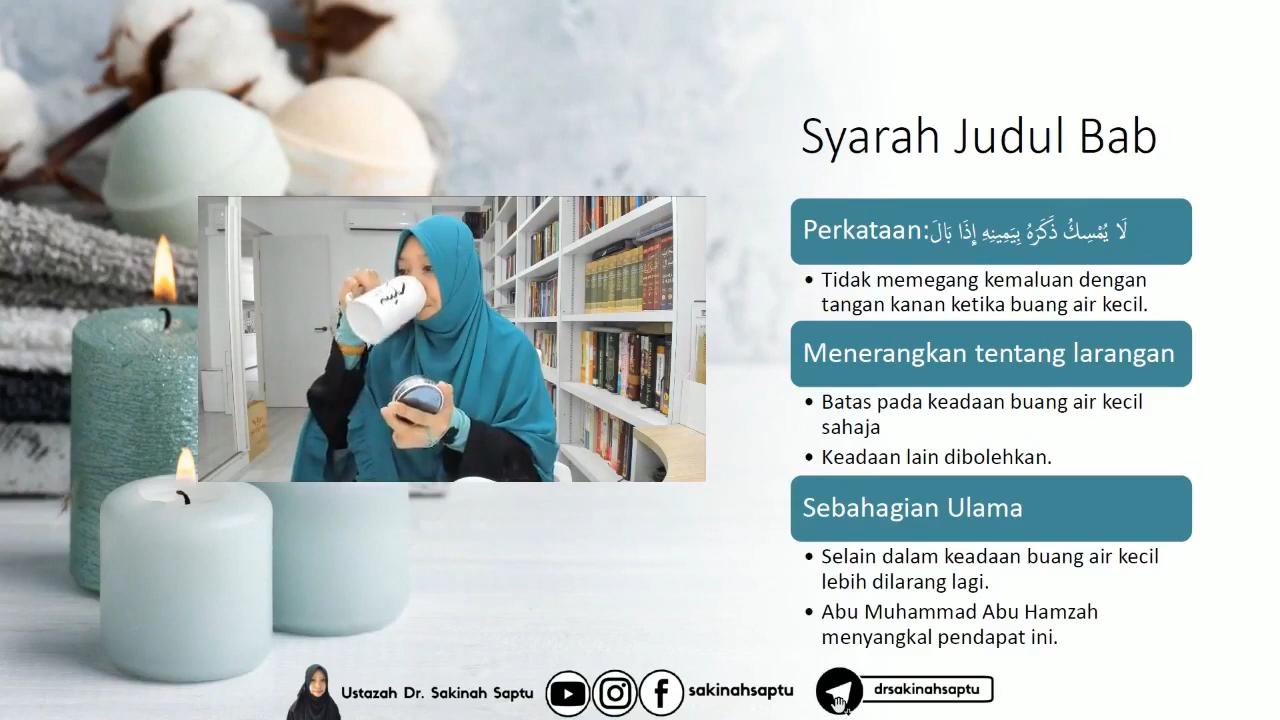 Syarah Judul Bab
Perkataan: لَا يُمْسِكُ ذَكَرَهُ بِيَمِينِهِ إِذَا بَالَ
• Tidak memegang kemaluan dengan
tangan kanan ketika buang air kecil.
Menerangkan tentang larangan
• Batas pada keadaan buang air kecil
sahaja
• Keadaan lain dibolehkan.
Sebahagian Ulama
• Selain dalam keadaan buang air kecil
lebih dilarang lagi.
• Abu Muhammad Abu Hamzah
menyangkal pendapat ini.
Ustazah Dr. Sakinah Saptu
sakinahsaptu
drsakinahsaptu